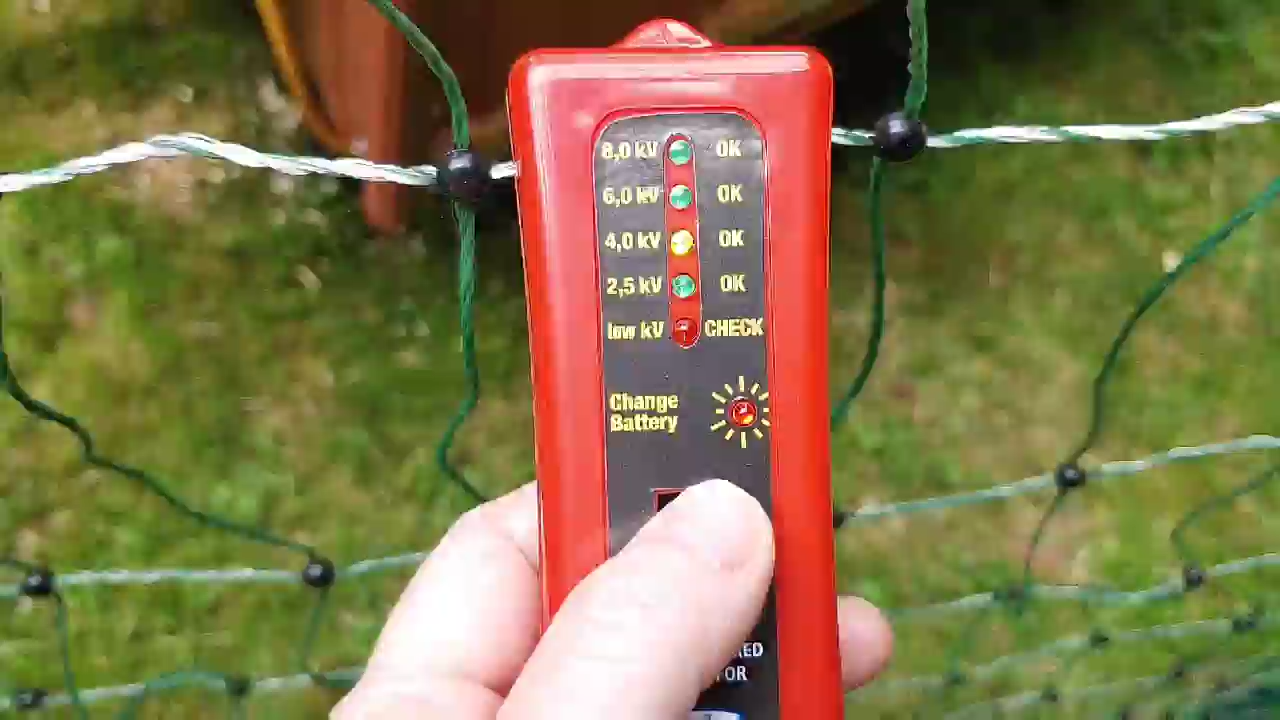 8,0 kV OK
6,0 kV OK
4,0 kV OK
2,5 kV OK
low kV CHECK
Change
Battery